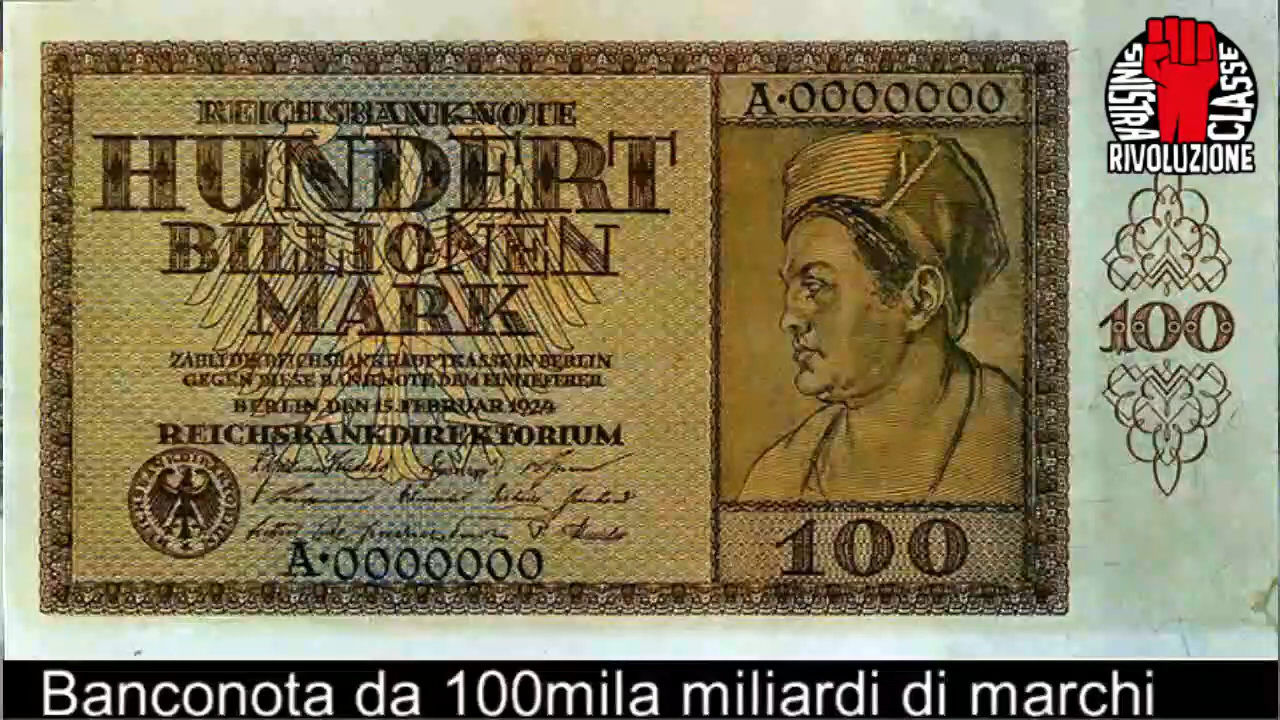 REICHSBANKNOTE
HUNDERT
BILLIONEN
MARK
ZAHLT DIE REICHSBANKHAUPTKASSE IN BERLIN
GEGEN DIESE BANKNOTE DEM EINLIEFERER
BERLIN, DEN 15. FEBRUAR 1924
REICHSBANKDIREKTORIUM
A·0000000
A·0000000
100
100
SINISTRA
CLASSE
RIVOLUZIONE
Banconota da 100mila miliardi di marchi